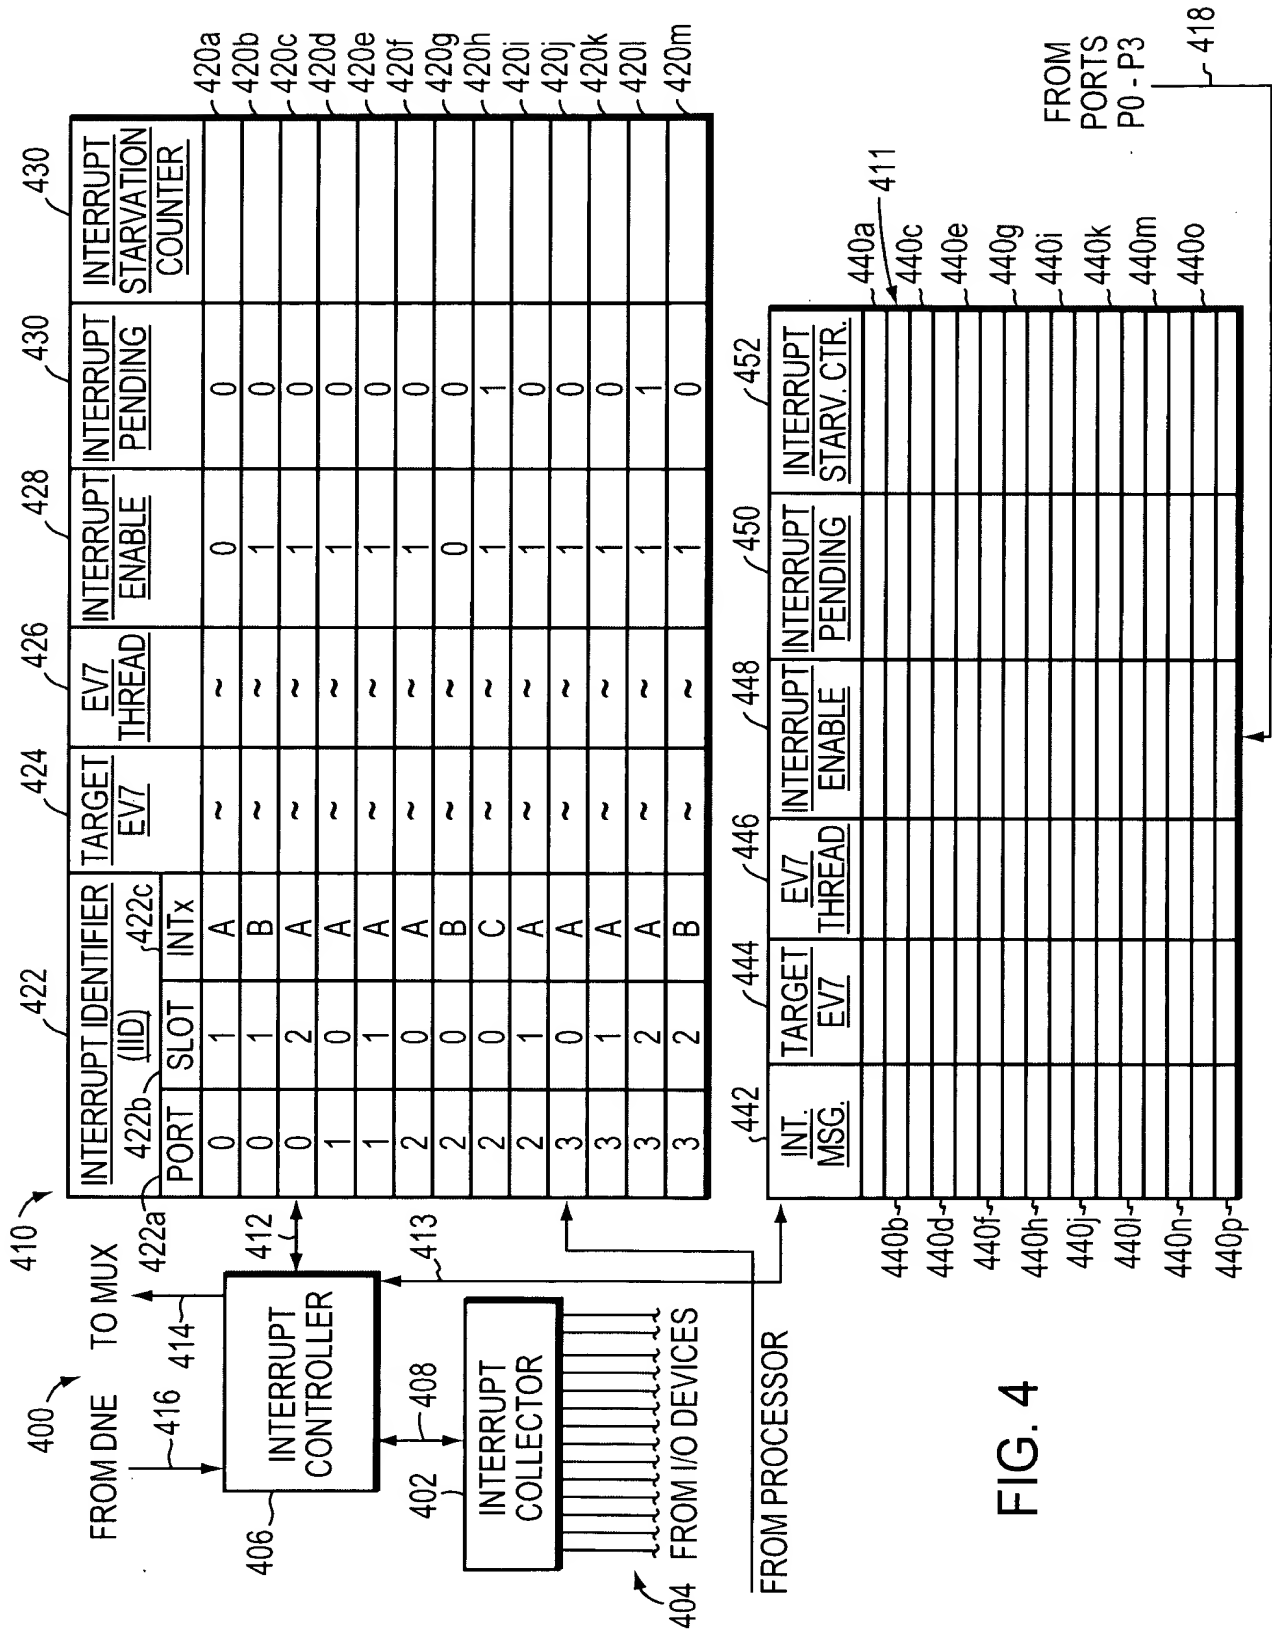 400
FROM DNE
TO MUX
416
414
406
INTERRUPT
CONTROLLER
412
408
413
402
INTERRUPT
COLLECTOR
404
FROM I/O DEVICES
FROM PROCESSOR
410
422
424
426
428
430
430
INTERRUPT IDENTIFIER
(IID)
422a
422b
422c
PORT SLOT INTx
TARGET
EV7
EV7
THREAD
INTERRUPT
ENABLE
INTERRUPT
PENDING
INTERRUPT
STARVATION
COUNTER
0 1 A ~ ~ 0 0 420a
0 1 B ~ ~ 1 0 420b
0 2 A ~ ~ 1 0 420c
1 0 A ~ ~ 1 0 420d
1 1 A ~ ~ 1 0 420e
2 0 A ~ ~ 1 0 420f
2 0 B ~ ~ 0 0 420g
2 0 C ~ ~ 1 1 420h
2 1 A ~ ~ 1 0 420i
3 0 A ~ ~ 1 0 420j
3 1 A ~ ~ 1 0 420k
3 2 A ~ ~ 1 1 420l
3 2 B ~ ~ 1 0 420m
442
444
446
448
450
452
INT.
MSG.
TARGET
EV7
EV7
THREAD
INTERRUPT
ENABLE
INTERRUPT
PENDING
INTERRUPT
STARV. CTR.
411
440a
440b
440c
440d
440e
440f
440g
440h
440i
440j
440k
440l
440m
440n
440o
440p
FROM
PORTS
P0 - P3
418
FIG. 4